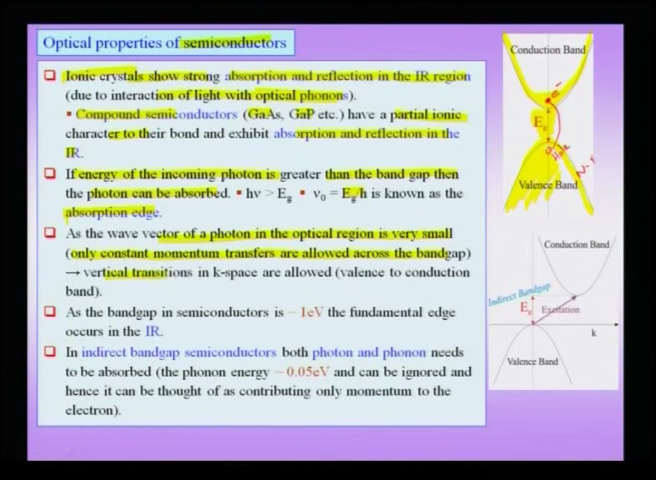 Optical properties of semiconductors
Ionic crystals show strong absorption and reflection in the IR region
(due to interaction of light with optical phonons).
▪ Compound semiconductors (GaAs, GaP etc.) have a partial ionic
character to their bond and exhibit absorption and reflection in the
IR.
If energy of the incoming photon is greater than the band gap then
the photon can be absorbed. ▪ hν > Eg ▪ ν0 = Eg/h is known as the
absorption edge.
As the wave vector of a photon in the optical region is very small
(only constant momentum transfers are allowed across the bandgap)
→ vertical transitions in k-space are allowed (valence to conduction
band).
As the bandgap in semiconductors is ~ 1eV the fundamental edge
occurs in the IR.
In indirect bandgap semiconductors both photon and phonon needs
to be absorbed (the phonon energy ~ 0.05eV and can be ignored and
hence it can be thought of as contributing only momentum to the
electron).
Conduction Band
e-
Eg
hole
Valence Band
Conduction Band
Indirect Bandgap
Eg
Excitation
k
Valence Band